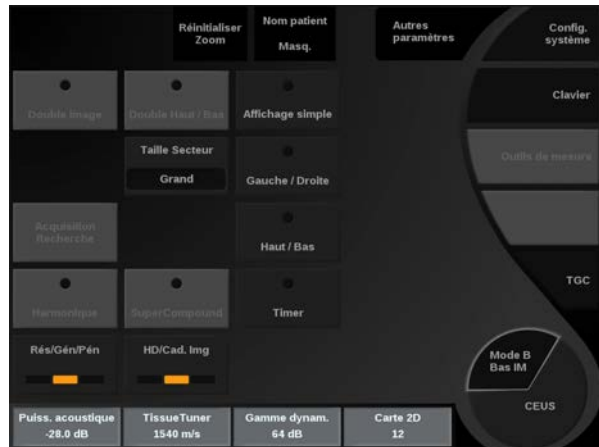 Réinitialiser
Zoom
Nom patient
Masq.
Autres
paramètres
Config.
système
Double Image
Double Haut / Bas
Affichage simple
Clavier
Taille Secteur
Grand
Gauche / Droite
Outils de mesure
Acquisition
Recherche
Haut / Bas
Harmonique
SuperCompound
Timer
TGC
Rés/Gén/Pén
HD/Cad. Img
Mode B
Bas IM
CEUS
Puiss. acoustique
-28.0 dB
TissueTuner
1540 m/s
Gamme dynam.
64 dB
Carte 2D
12